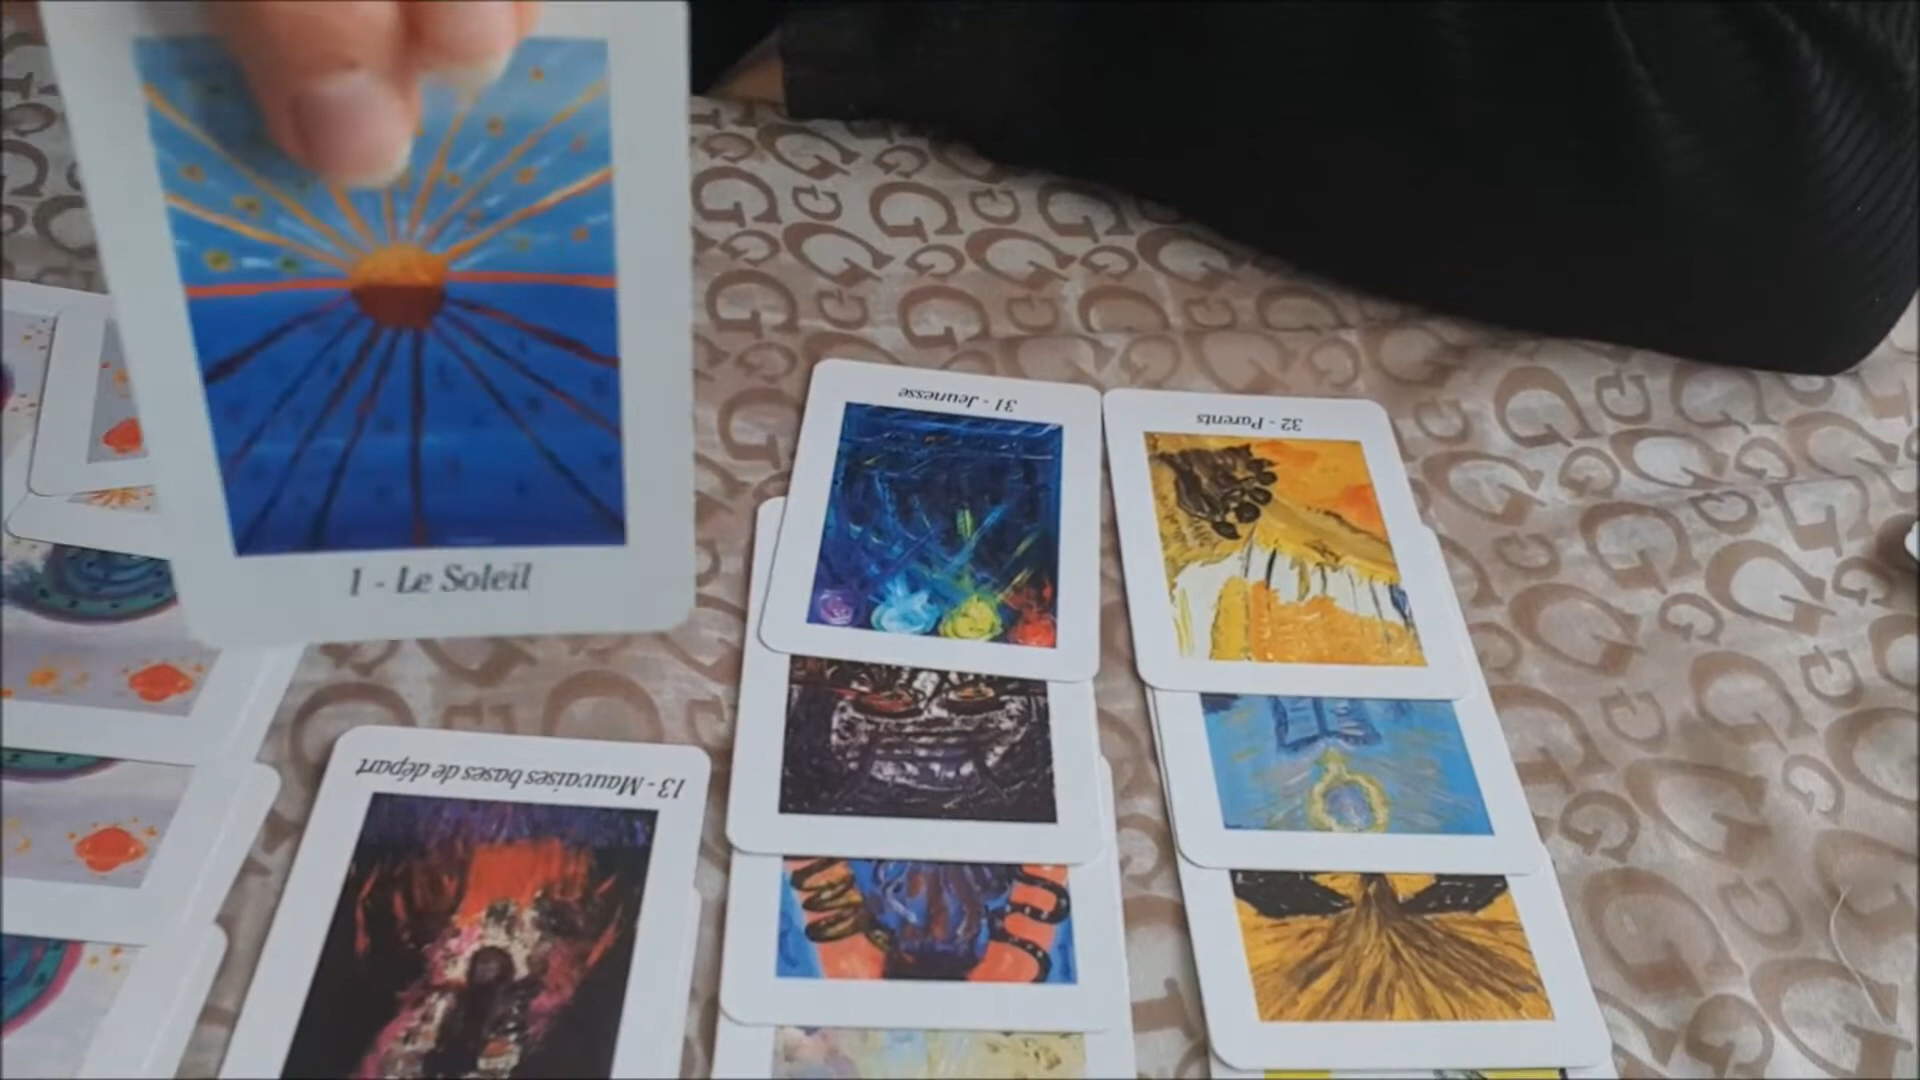 1 - Le Soleil
31 - Jeunesse
32 - Parents
13 - Mauvaises bases de départ